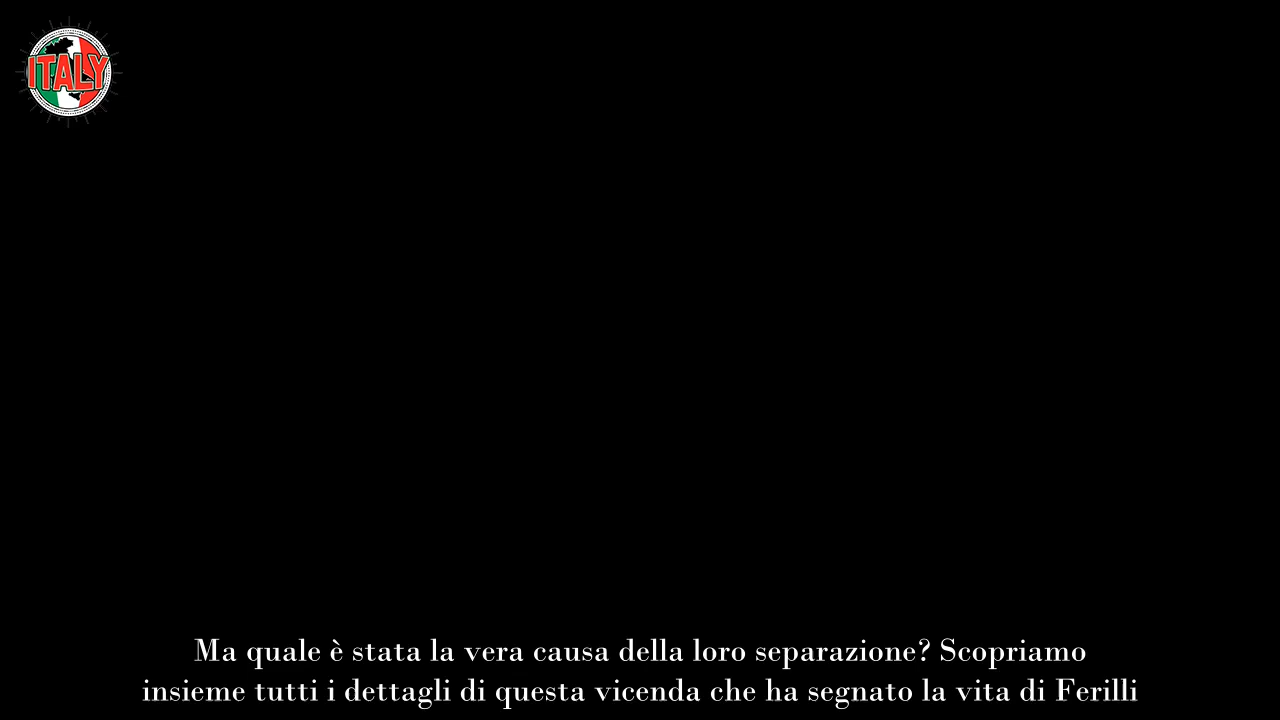 ITALY
Ma quale è stata la vera causa della loro separazione? Scopriamo
insieme tutti i dettagli di questa vicenda che ha segnato la vita di Ferilli